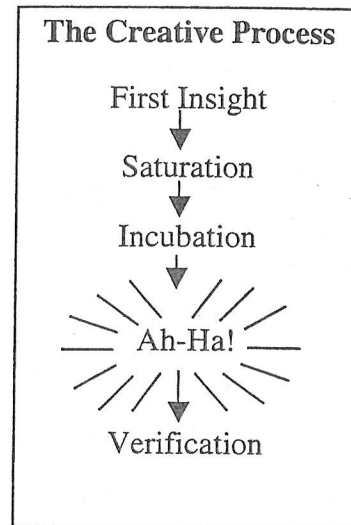 The Creative Process
First Insight
Saturation
Incubation
Ah-Ha!
Verification